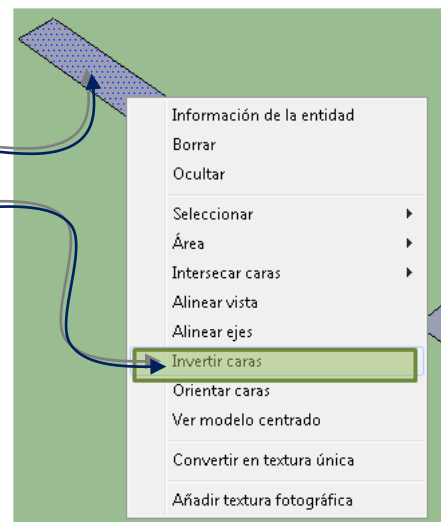 Información de la entidad
Borrar
Ocultar
Seleccionar
Área
Intersecar caras
Alinear vista
Alinear ejes
Invertir caras
Orientar caras
Ver modelo centrado
Convertir en textura única
Añadir textura fotográfica